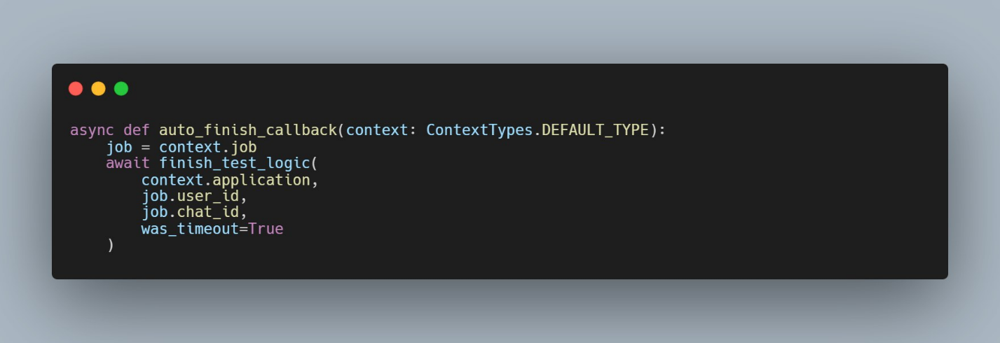 async def auto_finish_callback(context: ContextTypes.DEFAULT_TYPE):
    job = context.job
    await finish_test_logic(
        context.application,
        job.user_id,
        job.chat_id,
        was_timeout=True
    )